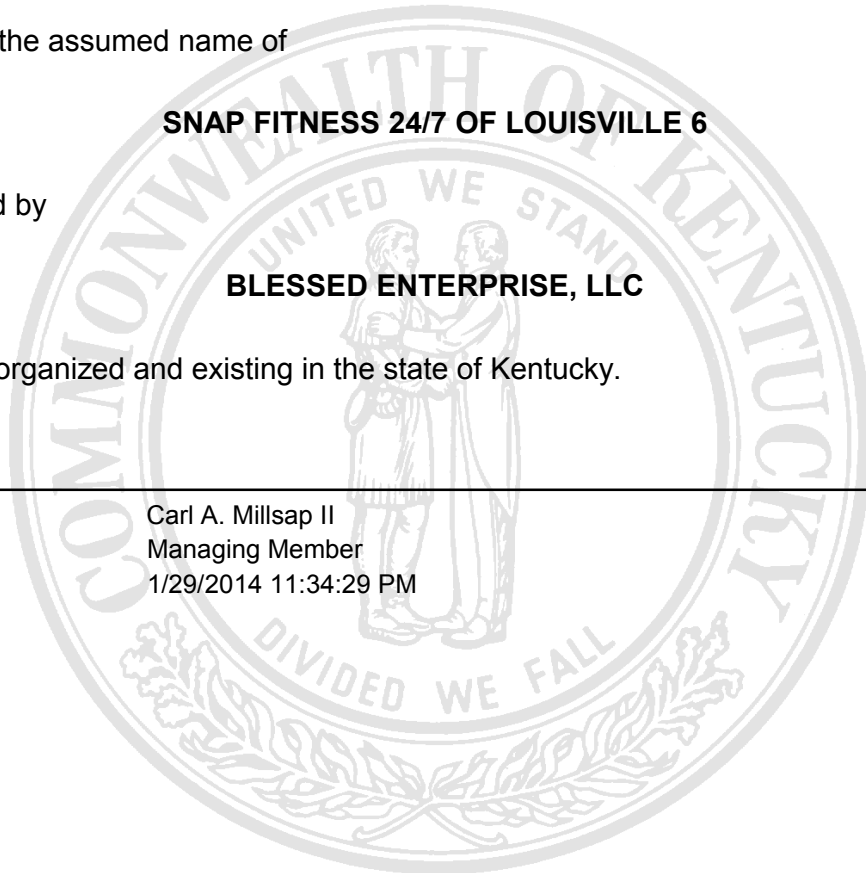 the assumed name of
SNAP FITNESS 24/7 OF LOUISVILLE 6
d by
BLESSED ENTERPRISE, LLC
organized and existing in the state of Kentucky.
Carl A. Millsap II
Managing Member
1/29/2014 11:34:29 PM
COMMONWEALTH OF KENTUCKY
UNITED WE STAND
DIVIDED WE FALL